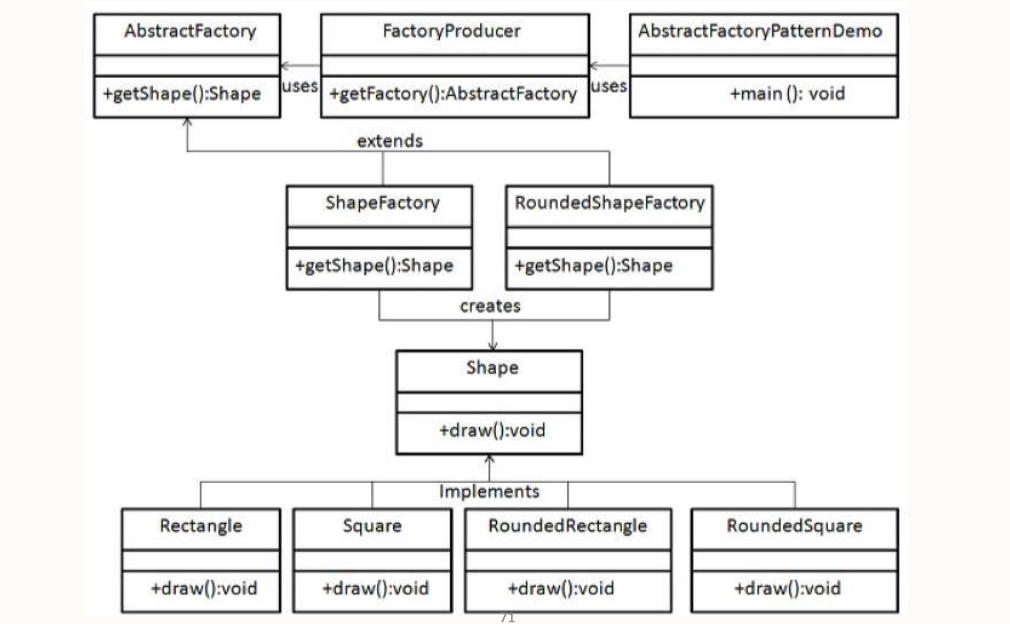 AbstractFactory
+getShape():Shape
uses
FactoryProducer
+getFactory():AbstractFactory
uses
AbstractFactoryPatternDemo
+main (): void
extends
ShapeFactory
+getShape():Shape
RoundedShapeFactory
+getShape():Shape
creates
Shape
+draw():void
Implements
Rectangle
+draw():void
Square
+draw():void
RoundedRectangle
+draw():void
RoundedSquare
+draw():void
71